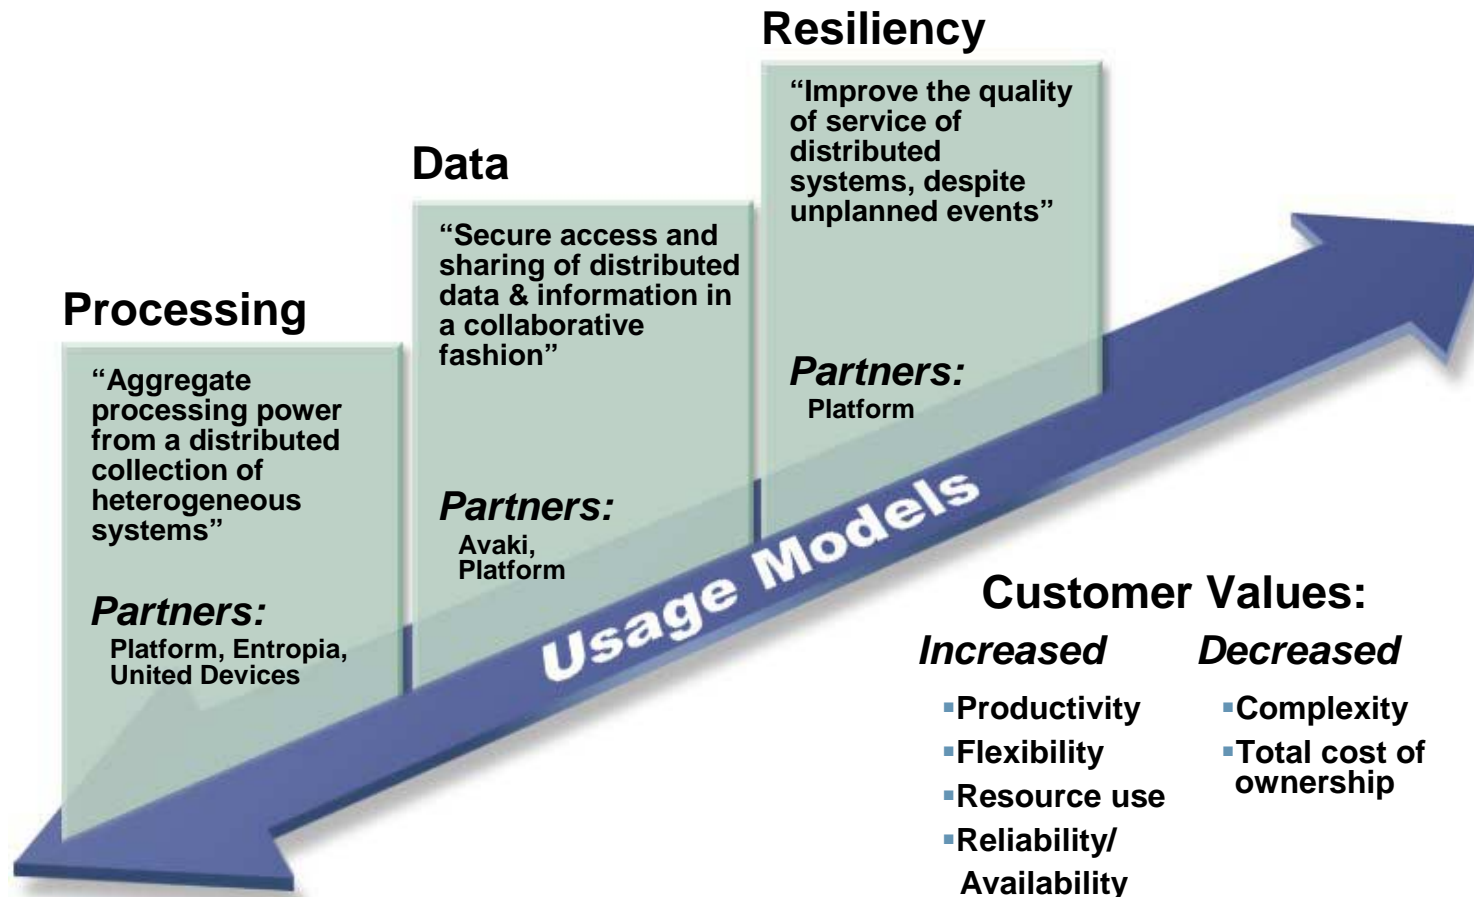 Resiliency
“Improve the quality
of service of
distributed
systems, despite
unplanned events”
Partners:
Platform
Data
“Secure access and
sharing of distributed
data & information in
a collaborative
fashion”
Partners:
Avaki,
Platform
Processing
“Aggregate
processing power
from a distributed
collection of
heterogeneous
systems”
Partners:
Platform, Entropia,
United Devices
Usage Models
Customer Values:
Increased
▪Productivity
▪Flexibility
▪Resource use
▪Reliability/
Availability
Decreased
▪Complexity
▪Total cost of
ownership